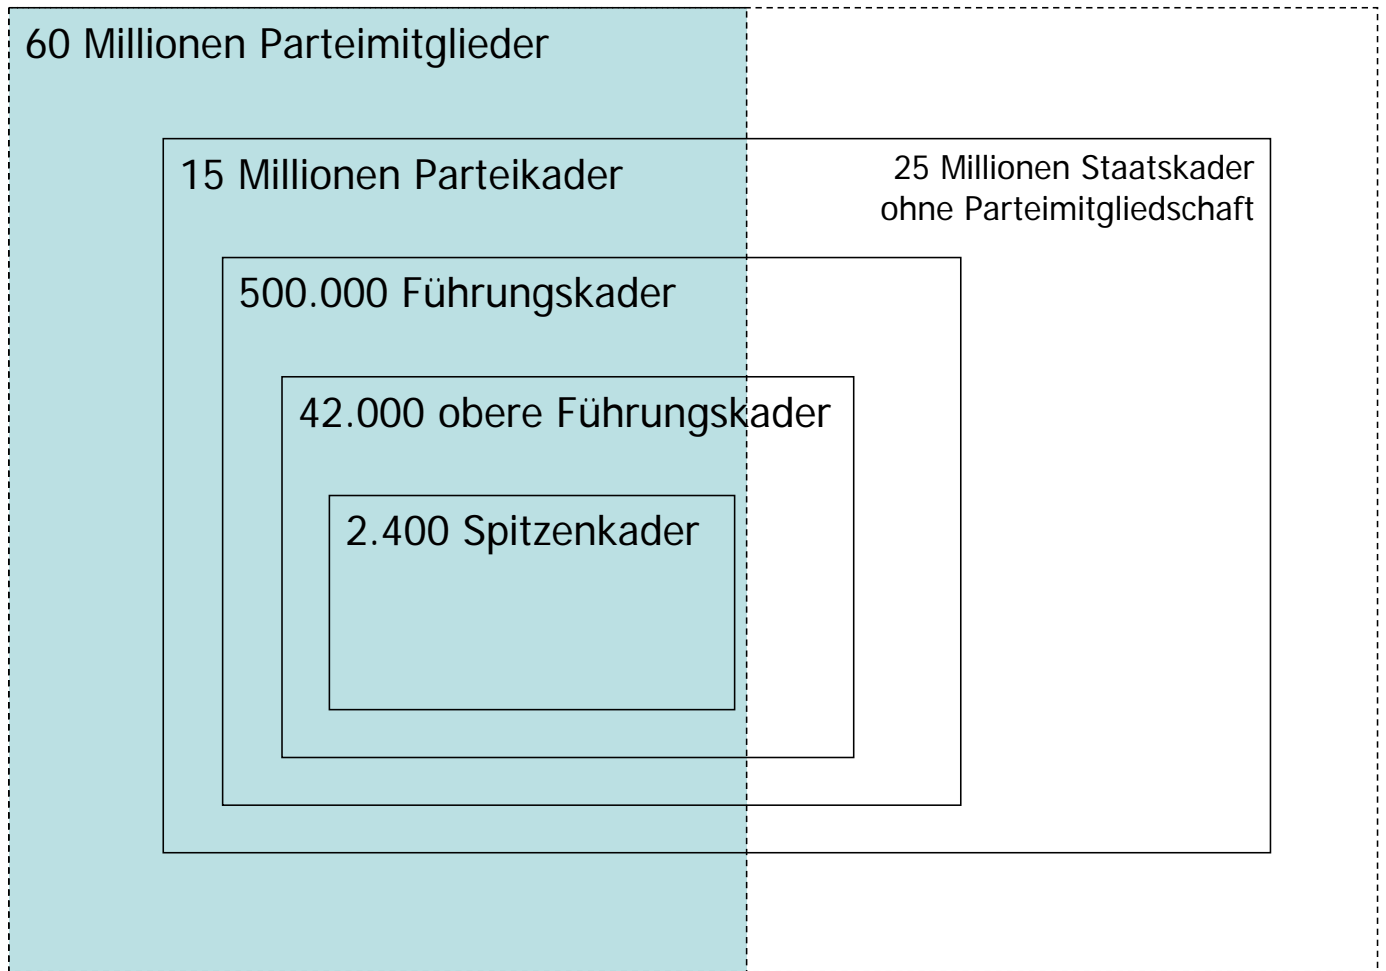 60 Millionen Parteimitglieder
15 Millionen Parteikader
25 Millionen Staatskader
ohne Parteimitgliedschaft
500.000 Führungskader
42.000 obere Führungskader
2.400 Spitzenkader